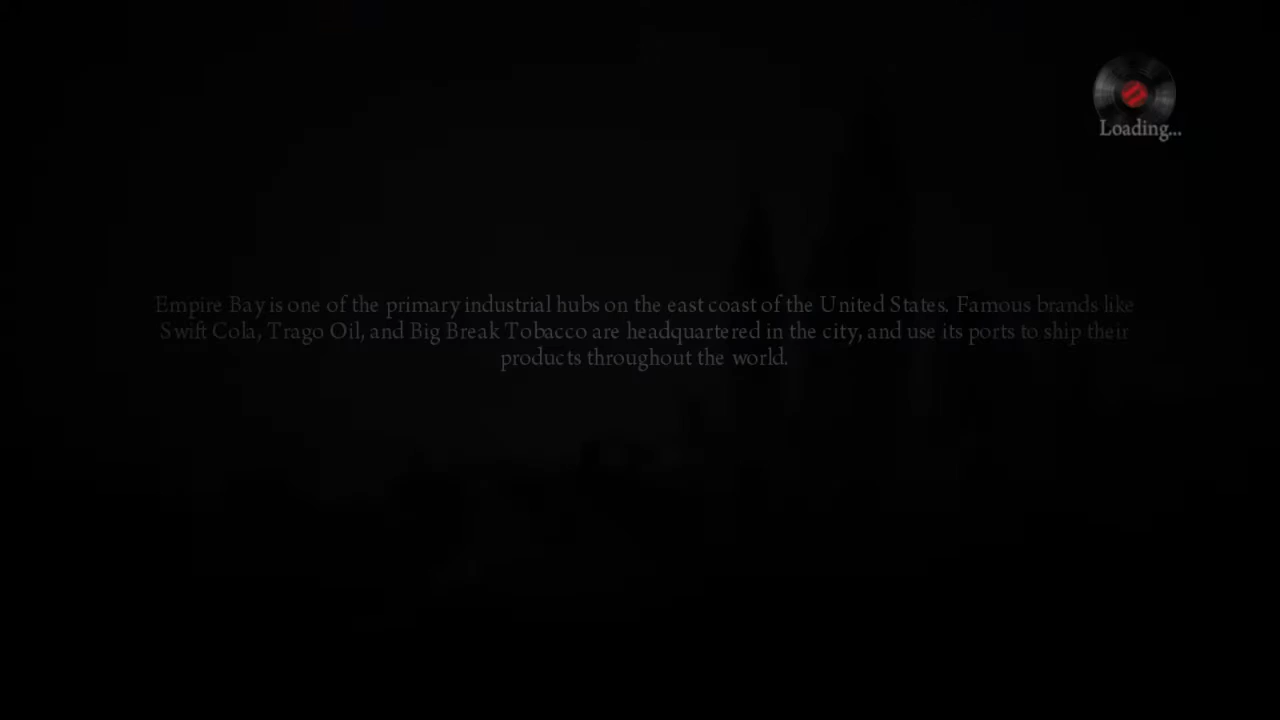 Loading...
Empire Bay is one of the primary industrial hubs on the east coast of the United States. Famous brands like
Swift Cola, Trago Oil, and Big Break Tobacco are headquartered in the city, and use its ports to ship their
products throughout the world.